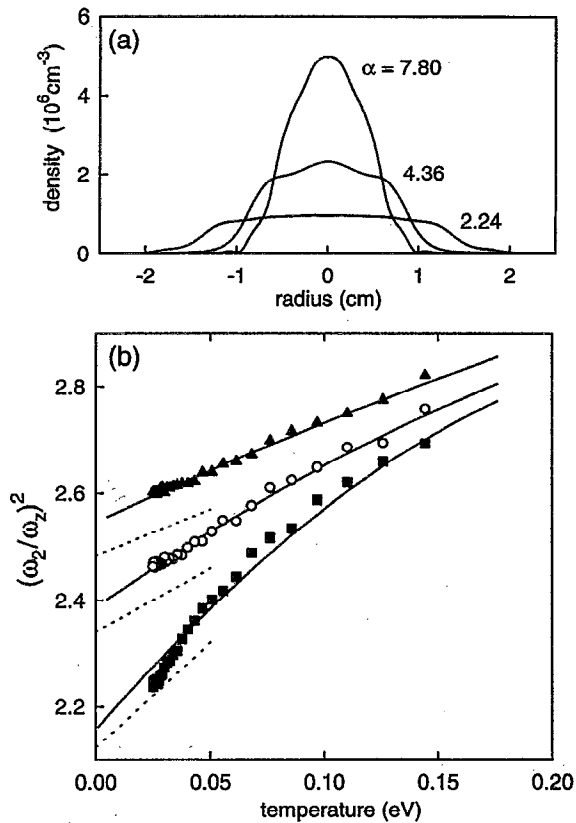 (a)
6
4
2
0
density (10⁶cm⁻³)
α = 7.80
4.36
2.24
-2 -1 0 1 2
radius (cm)
(b)
2.8
2.6
2.4
2.2
(ω₂/ω_z)²
0.00 0.05 0.10 0.15 0.20
temperature (eV)